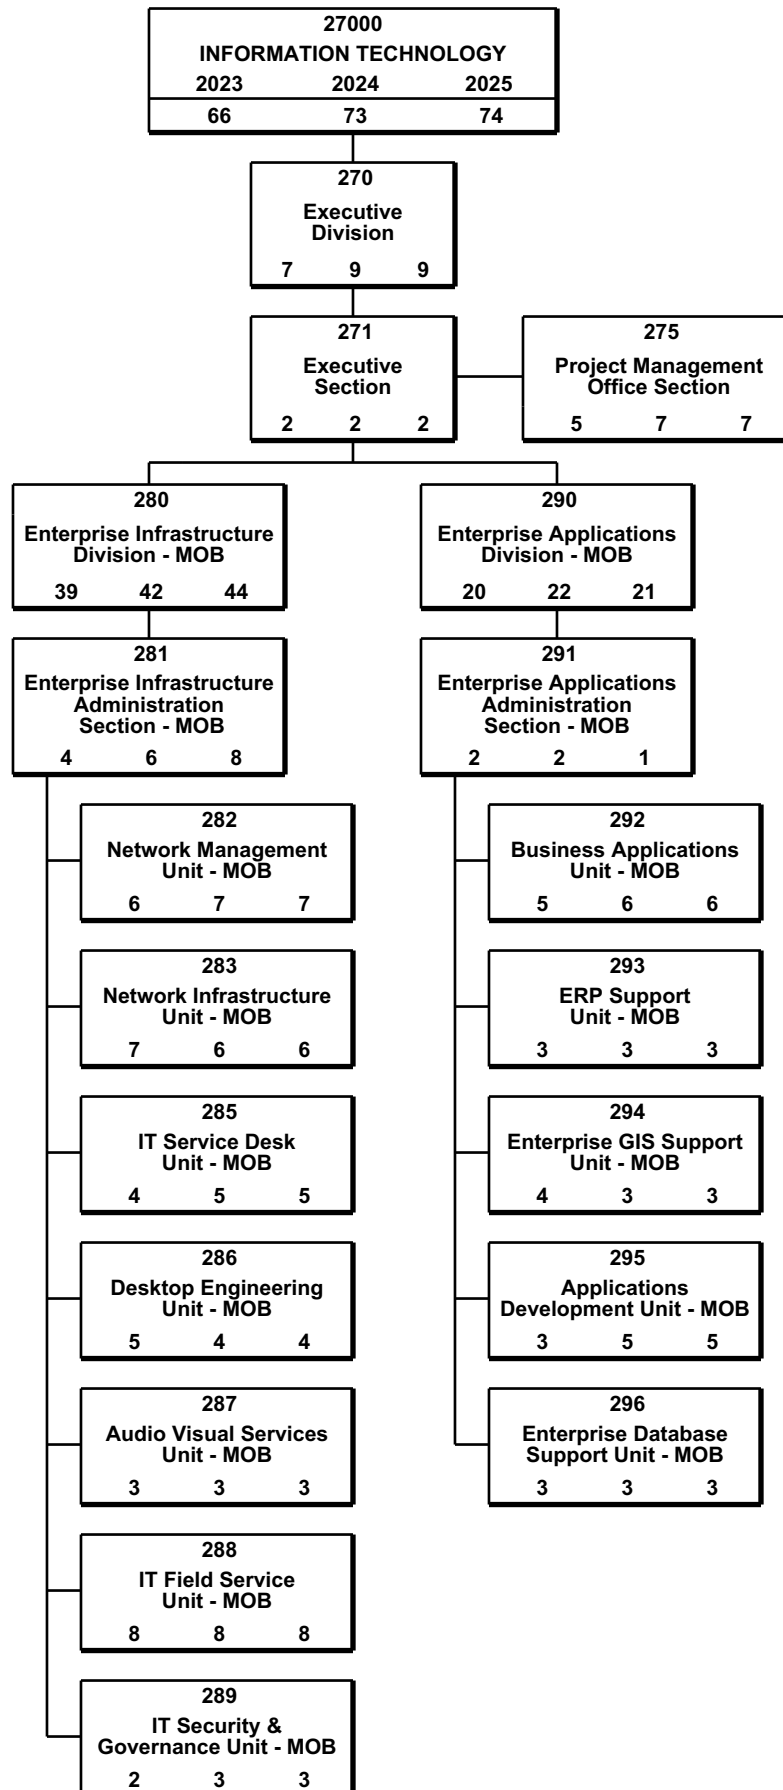 27000
INFORMATION TECHNOLOGY
2023 2024 2025
66 73 74
270
Executive
Division
7 9 9
271
Executive
Section
2 2 2
275
Project Management
Office Section
5 7 7
280
Enterprise Infrastructure
Division - MOB
39 42 44
290
Enterprise Applications
Division - MOB
20 22 21
281
Enterprise Infrastructure
Administration
Section - MOB
4 6 8
291
Enterprise Applications
Administration
Section - MOB
2 2 1
282
Network Management
Unit - MOB
6 7 7
292
Business Applications
Unit - MOB
5 6 6
283
Network Infrastructure
Unit - MOB
7 6 6
293
ERP Support
Unit - MOB
3 3 3
285
IT Service Desk
Unit - MOB
4 5 5
294
Enterprise GIS Support
Unit - MOB
4 3 3
286
Desktop Engineering
Unit - MOB
5 4 4
295
Applications
Development Unit - MOB
3 5 5
287
Audio Visual Services
Unit - MOB
3 3 3
296
Enterprise Database
Support Unit - MOB
3 3 3
288
IT Field Service
Unit - MOB
8 8 8
289
IT Security &
Governance Unit - MOB
2 3 3